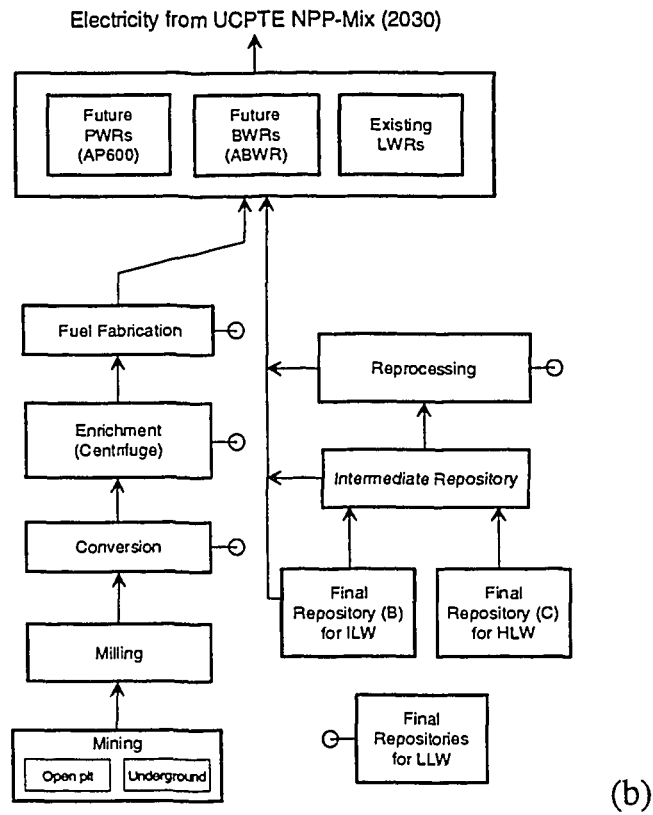 Electricity from UCPTE NPP-Mix (2030)
Future
PWRs
(AP600)
Future
BWRs
(ABWR)
Existing
LWRs
Fuel Fabrication
Reprocessing
Enrichment
(Centrifuge)
Intermediate Repository
Conversion
Final
Repository (B)
for ILW
Final
Repository (C)
for HLW
Milling
Final
Repositories
for LLW
Mining
Open pit
Underground
(b)